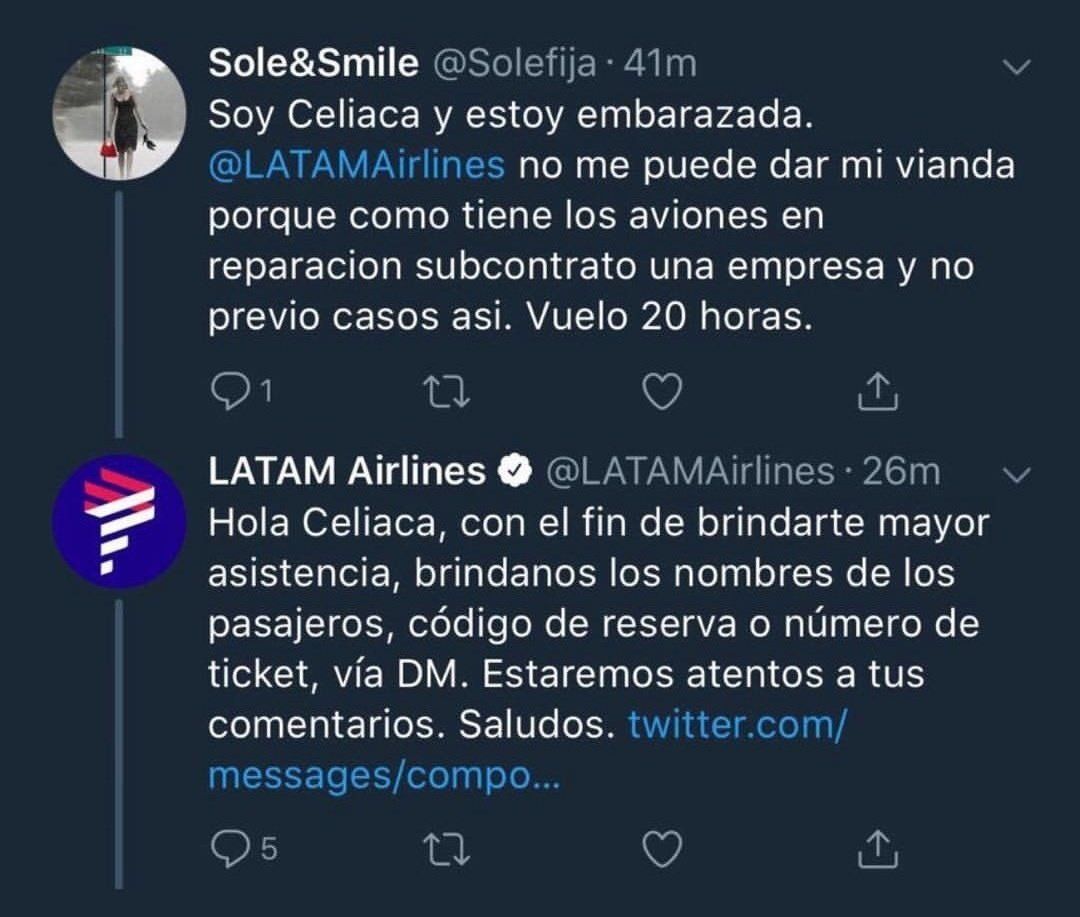 Sole&Smile @Solefija · 41m
Soy Celiaca y estoy embarazada.
@LATAMAirlines no me puede dar mi vianda
porque como tiene los aviones en
reparacion subcontrato una empresa y no
previo casos asi. Vuelo 20 horas.
1
LATAM Airlines @LATAMAirlines · 26m
Hola Celiaca, con el fin de brindarte mayor
asistencia, brindanos los nombres de los
pasajeros, código de reserva o número de
ticket, vía DM. Estaremos atentos a tus
comentarios. Saludos. twitter.com/
messages/compo...
5